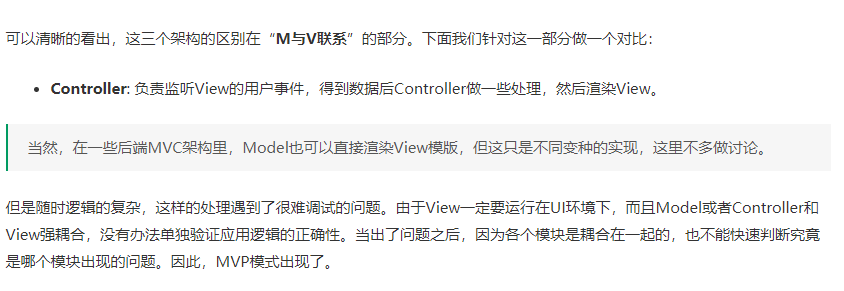 可以清晰的看出，这三个架构的区别在“M与V联系”的部分。下面我们针对这一部分做一个对比：
• Controller: 负责监听View的用户事件，得到数据后Controller做一些处理，然后渲染View。
当然，在一些后端MVC架构里，Model也可以直接渲染View模版，但这只是不同变种的实现，这里不多做讨论。
但是随时逻辑的复杂，这样的处理遇到了很难调试的问题。由于View一定要运行在UI环境下，而且Model或者Controller和
View强耦合，没有办法单独验证应用逻辑的正确性。当出了问题之后，因为各个模块是耦合在一起的，也不能快速判断究竟
是哪个模块出现的问题。因此，MVP模式出现了。